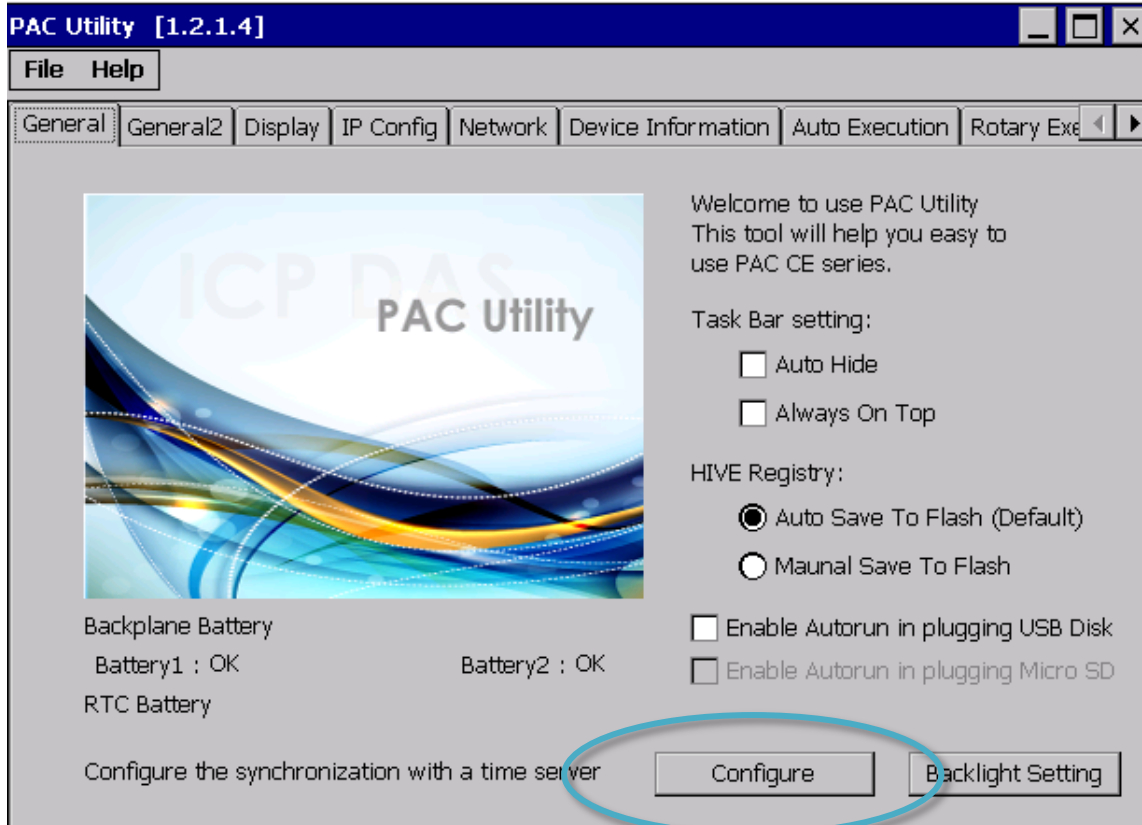 PAC Utility [1.2.1.4]
File Help
General General2 Display IP Config Network Device Information Auto Execution Rotary Exe
ICP DAS
PAC Utility
Welcome to use PAC Utility
This tool will help you easy to
use PAC CE series.
Task Bar setting:
Auto Hide
Always On Top
HIVE Registry:
Auto Save To Flash (Default)
Maunal Save To Flash
Enable Autorun in plugging USB Disk
Enable Autorun in plugging Micro SD
Backplane Battery
Battery1 : OK Battery2 : OK
RTC Battery
Configure the synchronization with a time server Configure Backlight Setting